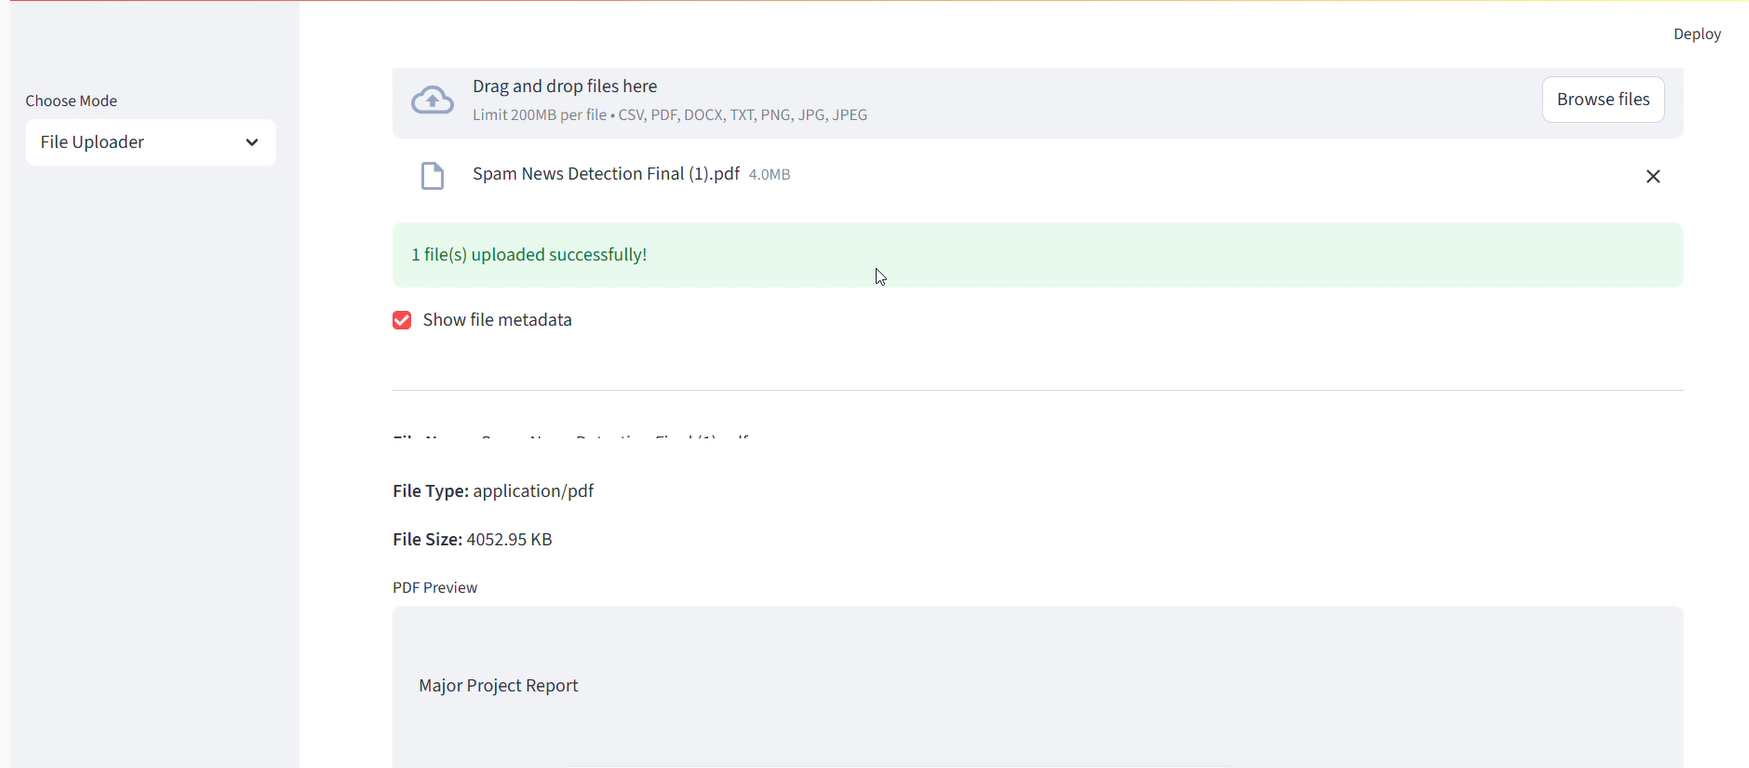 Deploy
Choose Mode
File Uploader
Drag and drop files here
Limit 200MB per file • CSV, PDF, DOCX, TXT, PNG, JPG, JPEG
Browse files
Spam News Detection Final (1).pdf 4.0MB
1 file(s) uploaded successfully!
Show file metadata
File Type: application/pdf
File Size: 4052.95 KB
PDF Preview
Major Project Report